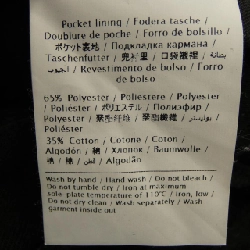 Pocket lining / Fodera tasche /
Doublure de poche / Forro de bolsillo /
ポケット裏地 / Подкладка кармана /
Taschenfutter / 兜衬里 / 口袋裡襯 /
الجيوب / Revestimento de bolso / Forro
de bolso
65% Polyester / Poliestere / Polyester
/ Poliéster / ポリエステル / Полиэфир /
Polyester / 聚酯纤维 / 聚酯纖維 / بوليستر /
Poliéster
35% Cotton / Cotone / Coton /
Algodón / 綿 / Хлопок / Baumwolle /
棉 / 棉 / قطن / Algodão
Wash by hand / Hand wash / Do not bleach /
Do not tumble dry / Iron at maximum
sole-plate temperature of 110°C / iron, low /
Do not dry clean / Wash separately / Wash
garment inside out